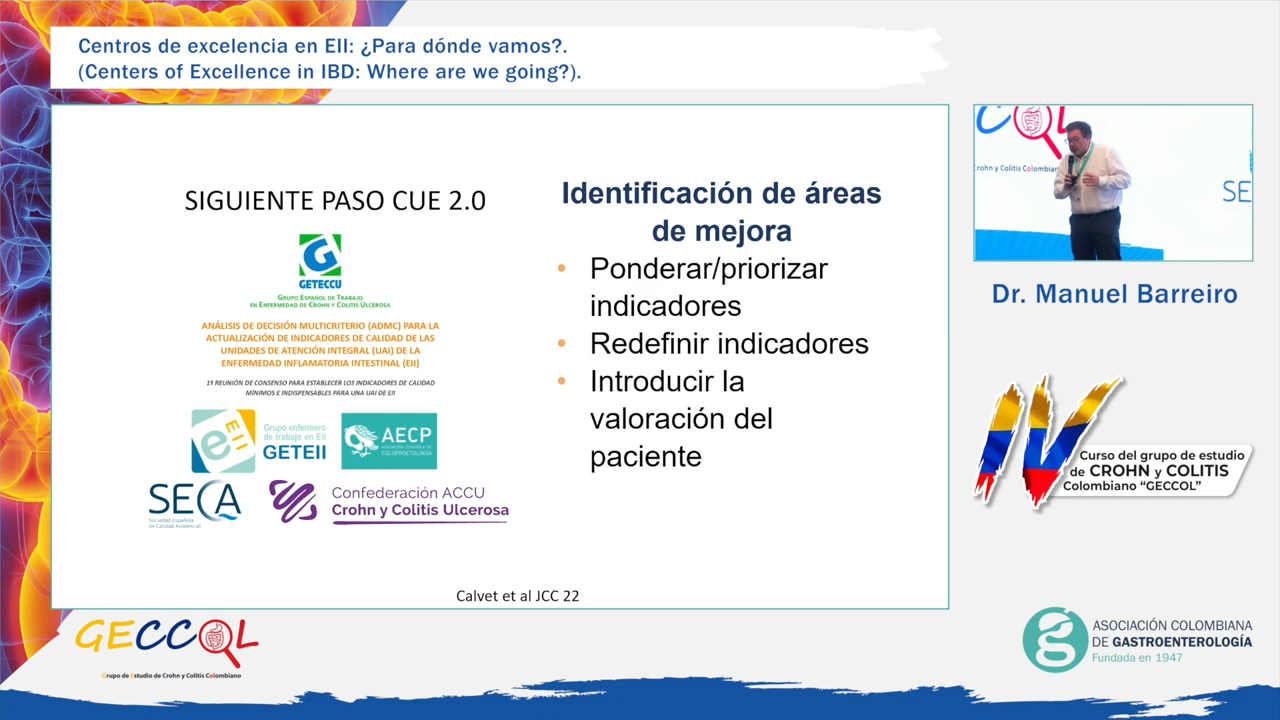 Centros de excelencia en EII: ¿Para dónde vamos?.
(Centers of Excellence in IBD: Where are we going?).
SIGUIENTE PASO CUE 2.0
GETECCU
GRUPO ESPAÑOL DE TRABAJO
EN ENFERMEDAD DE CROHN Y COLITIS ULCEROSA
ANÁLISIS DE DECISIÓN MULTICRITERIO (ADMC) PARA LA
ACTUALIZACIÓN DE INDICADORES DE CALIDAD DE LAS
UNIDADES DE ATENCIÓN INTEGRAL (UAI) DE LA
ENFERMEDAD INFLAMATORIA INTESTINAL (EII)
1ª REUNIÓN DE CONSENSO PARA ESTABLECER LOS INDICADORES DE CALIDAD
MÍNIMOS E INDISPENSABLES PARA UNA UAI DE EII
eEII
Grupo enfermero
de trabajo en EII
GETEII
AECP
ASOCIACIÓN ESPAÑOLA DE
COLOPROCTOLOGÍA
SECA
Sociedad Española
de Calidad Asistencial
Confederación ACCU
Crohn y Colitis Ulcerosa
Identificación de áreas
de mejora
• Ponderar/priorizar
indicadores
• Redefinir indicadores
• Introducir la
valoración del
paciente
Calvet et al JCC 22
CCOL
Crohn y Colitis Colombiano
SE
Dr. Manuel Barreiro
IV
Curso del grupo de estudio
de CROHN y COLITIS
Colombiano “GECCOL”
GECCOL
Grupo de Estudio de Crohn y Colitis Colombiano
ASOCIACIÓN COLOMBIANA
DE GASTROENTEROLOGÍA
Fundada en 1947